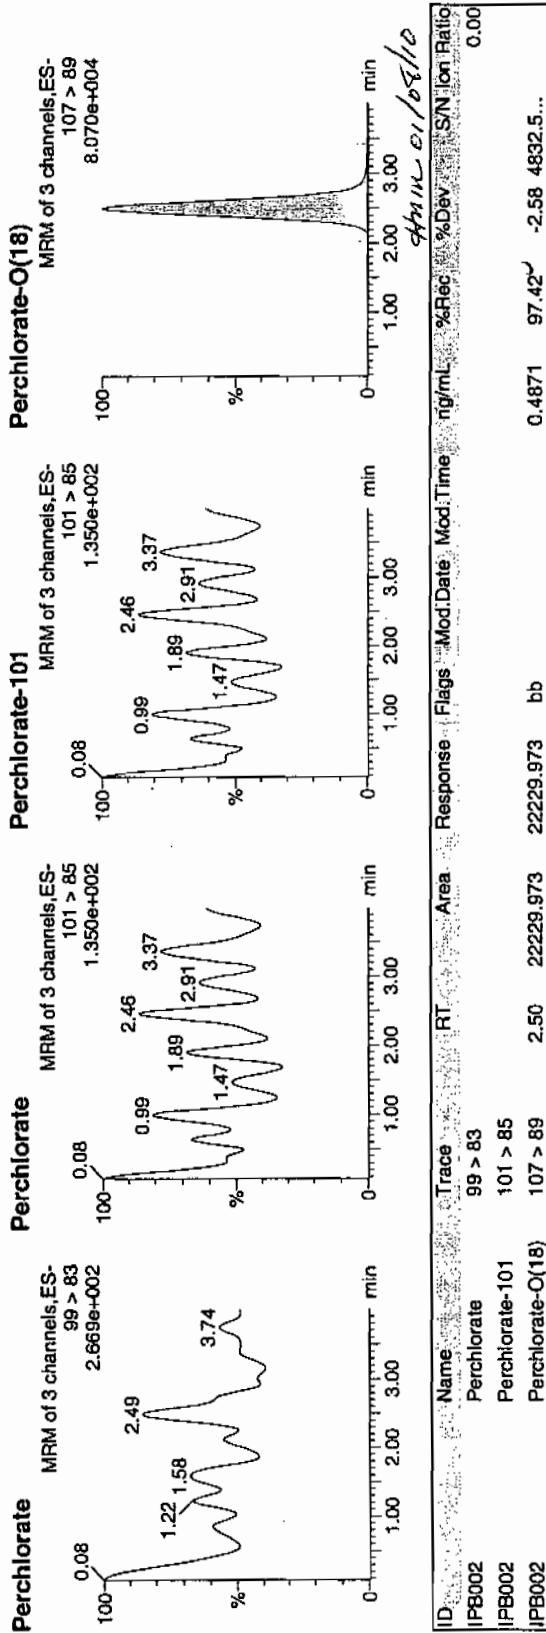 Perchlorate
MRM of 3 channels,ES-
99 > 83
2.669e+002
100
0.08
1.22
1.58
2.49
3.74
%
0
1.00
2.00
3.00
min
Perchlorate
MRM of 3 channels,ES-
101 > 85
1.350e+002
100
0.08
0.99
1.47
1.89
2.46
2.91
3.37
%
0
1.00
2.00
3.00
min
Perchlorate-101
MRM of 3 channels,ES-
101 > 85
1.350e+002
100
0.08
0.99
1.47
1.89
2.46
2.91
3.37
%
0
1.00
2.00
3.00
min
Perchlorate-O(18)
MRM of 3 channels,ES-
107 > 89
8.070e+004
100
%
0
1.00
2.00
3.00
min
01/08/10
ID Name Trace RT Area Response Flags Mod.Date Mod.Time ng/mL %Rec %Dev S/N Ion Ratio
IPB002 Perchlorate 99 > 83 0.00
IPB002 Perchlorate-101 101 > 85
IPB002 Perchlorate-O(18) 107 > 89 2.50 22229.973 22229.973 bb 0.4871 97.42 -2.58 4832.5...